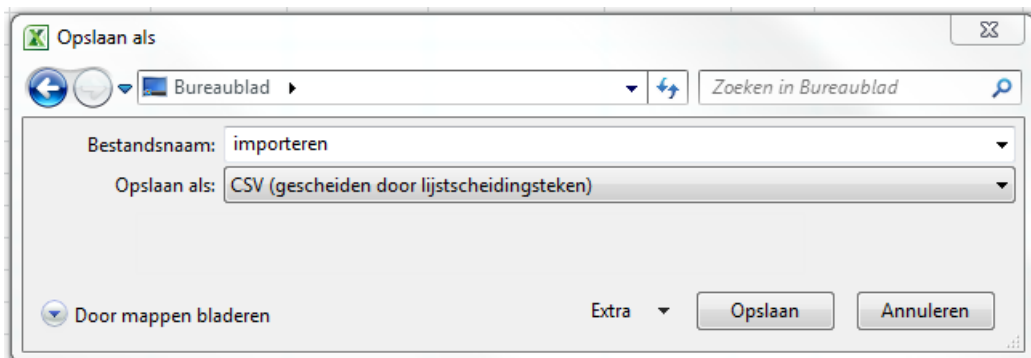 Opslaan als
Bureaublad
Zoeken in Bureaublad
Bestandsnaam: importeren
Opslaan als: CSV (gescheiden door lijstscheidingsteken)
Door mappen bladeren Extra Opslaan Annuleren